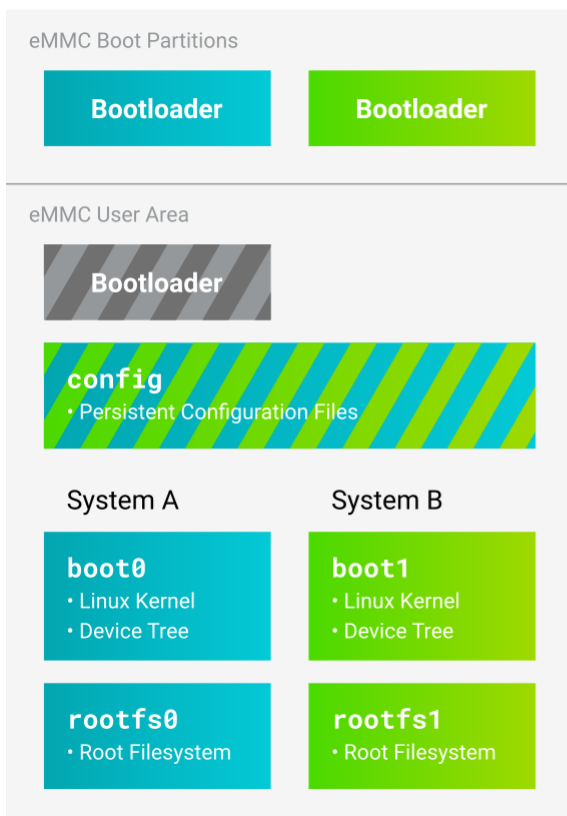 eMMC Boot Partitions
Bootloader
Bootloader
eMMC User Area
Bootloader
config
• Persistent Configuration Files
System A
System B
boot0
• Linux Kernel
• Device Tree
boot1
• Linux Kernel
• Device Tree
rootfs0
• Root Filesystem
rootfs1
• Root Filesystem